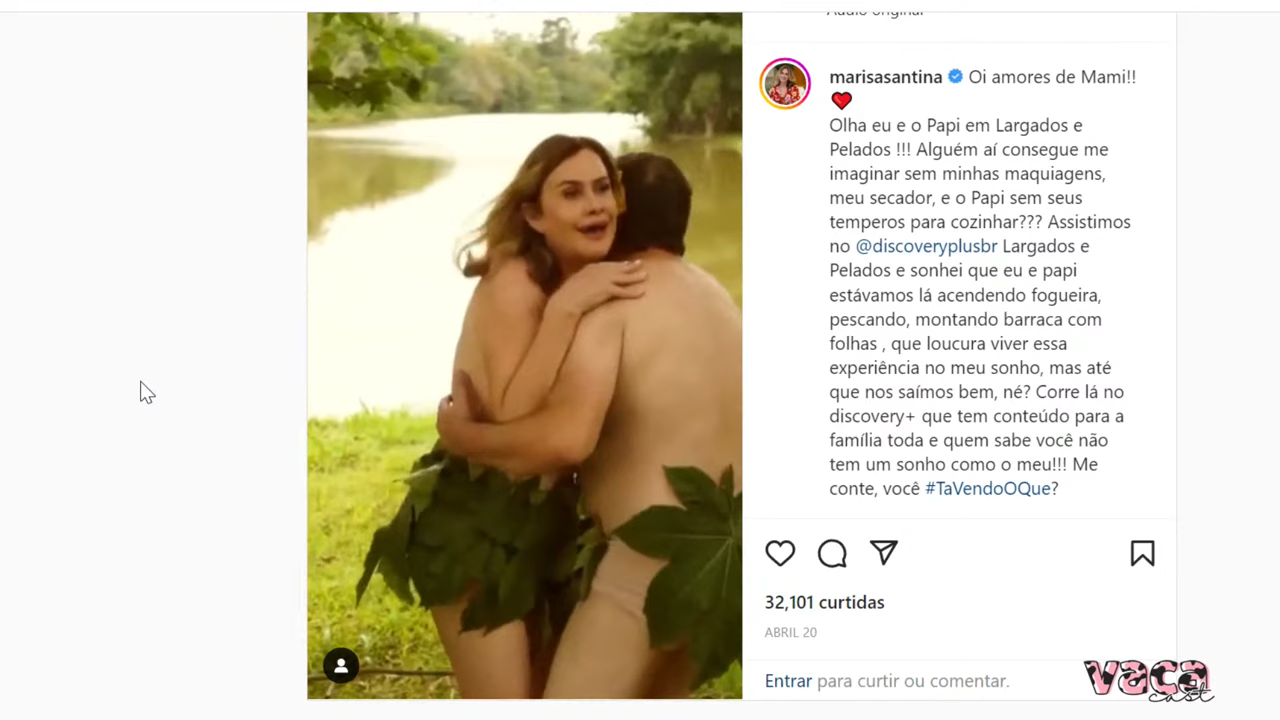 Áudio original
marisasantina Oi amores de Mami!!
Olha eu e o Papi em Largados e
Pelados !!! Alguém aí consegue me
imaginar sem minhas maquiagens,
meu secador, e o Papi sem seus
temperos para cozinhar??? Assistimos
no @discoveryplusbr Largados e
Pelados e sonhei que eu e papi
estávamos lá acendendo fogueira,
pescando, montando barraca com
folhas , que loucura viver essa
experiência no meu sonho, mas até
que nos saímos bem, né? Corre lá no
discovery+ que tem conteúdo para a
família toda e quem sabe você não
tem um sonho como o meu!!! Me
conte, você #TaVendoOQue?
32,101 curtidas
ABRIL 20
Entrar para curtir ou comentar.
vaca
cast